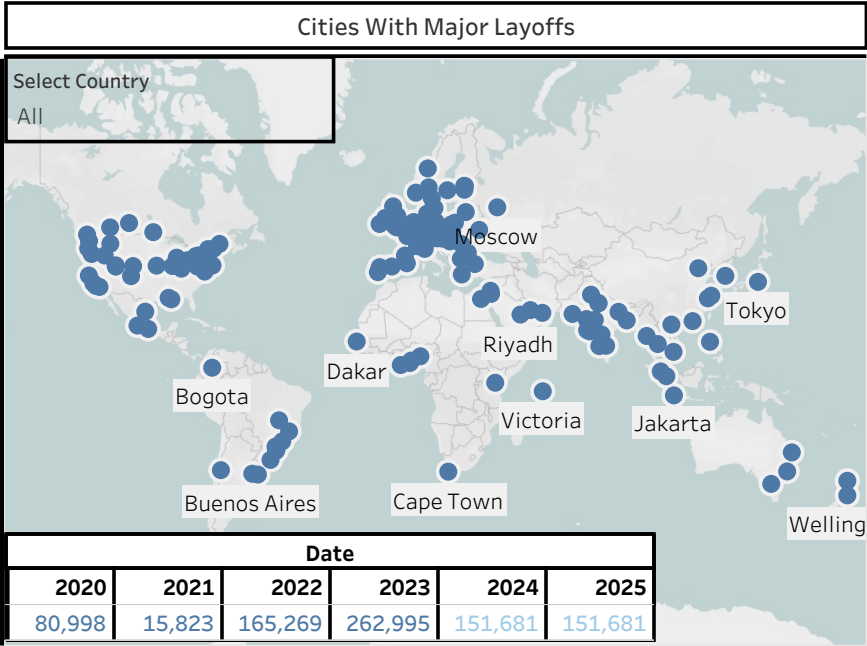 Cities With Major Layoffs
Select Country
All
Moscow
Tokyo
Riyadh
Dakar
Bogota
Victoria
Jakarta
Buenos Aires
Cape Town
Welling
Date
2020 2021 2022 2023 2024 2025
80,998 15,823 165,269 262,995 151,681 151,681